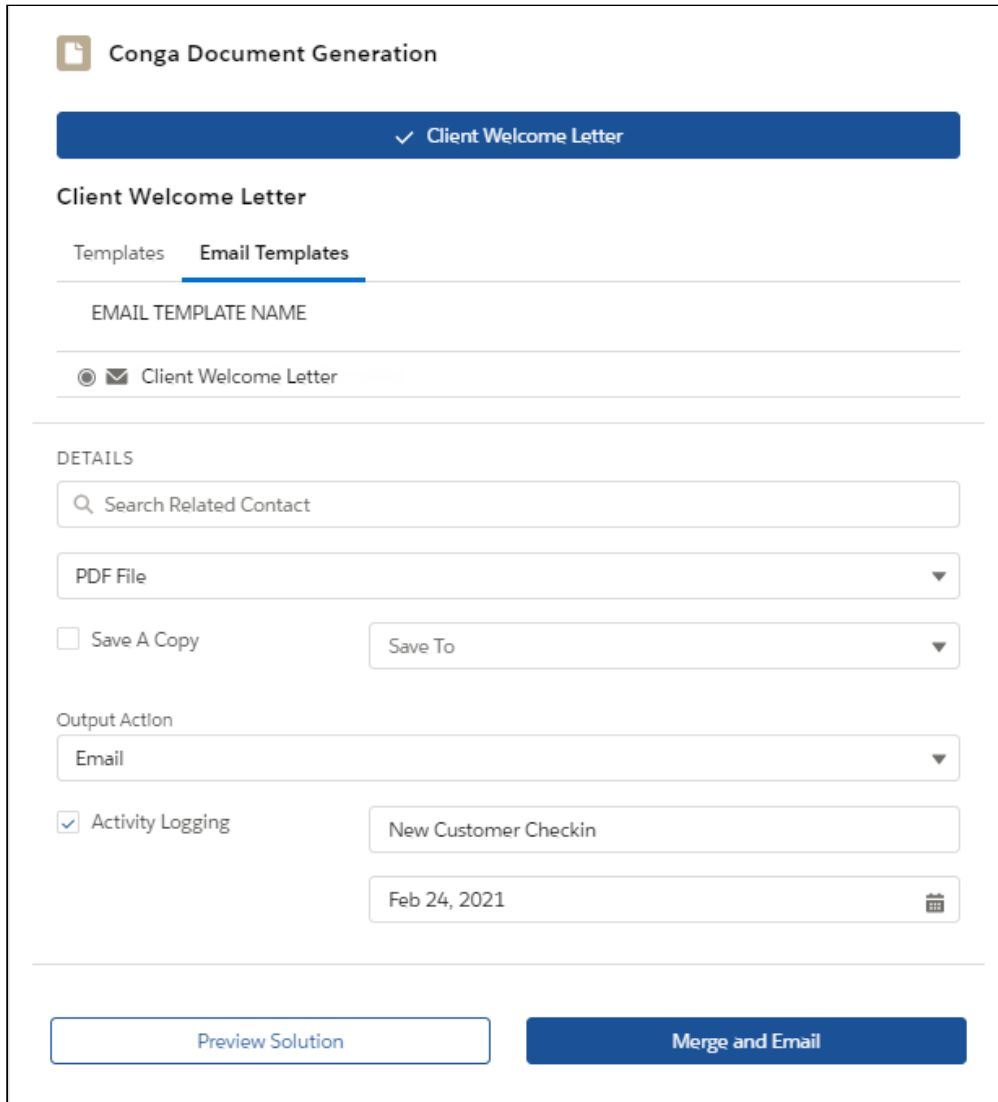 Conga Document Generation
Client Welcome Letter
Client Welcome Letter
Templates Email Templates
EMAIL TEMPLATE NAME
Client Welcome Letter
DETAILS
Search Related Contact
PDF File
Save A Copy Save To
Output Action
Email
Activity Logging New Customer Checkin
Feb 24, 2021
Preview Solution Merge and Email